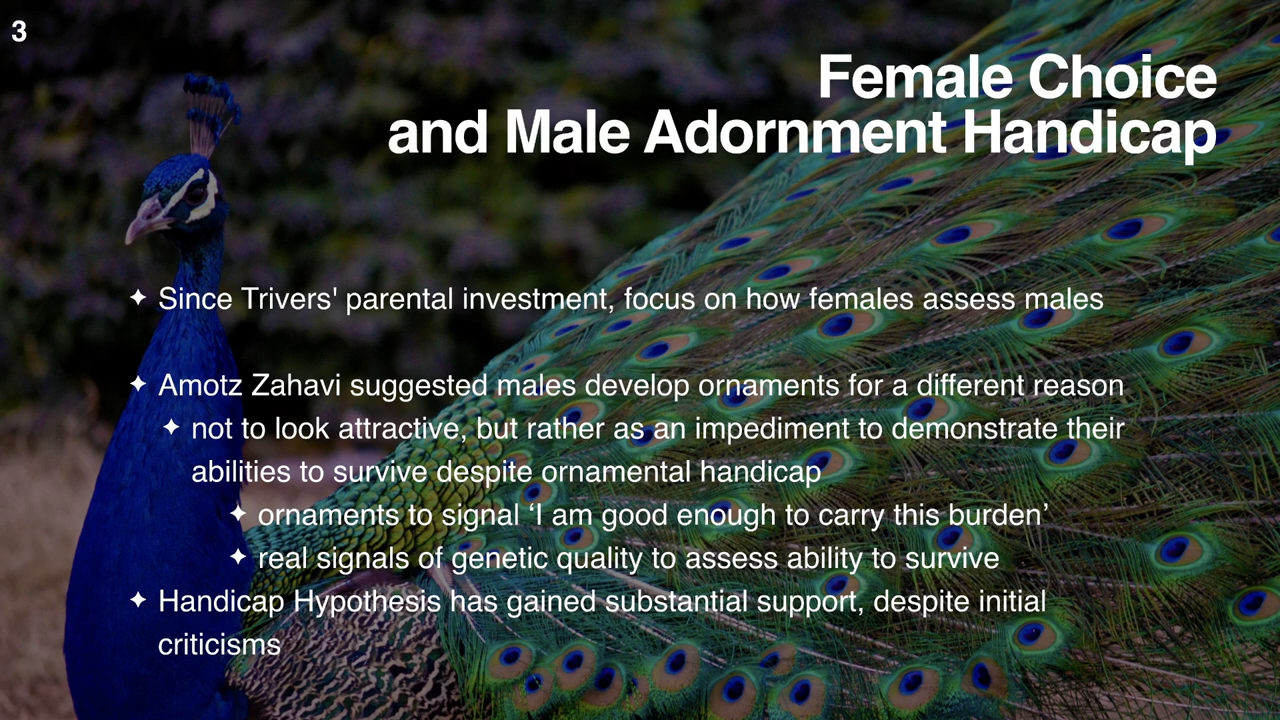 3
Female Choice
and Male Adornment Handicap
✦ Since Trivers' parental investment, focus on how females assess males
✦ Amotz Zahavi suggested males develop ornaments for a different reason
✦ not to look attractive, but rather as an impediment to demonstrate their
abilities to survive despite ornamental handicap
✦ ornaments to signal ‘I am good enough to carry this burden’
✦ real signals of genetic quality to assess ability to survive
✦ Handicap Hypothesis has gained substantial support, despite initial
criticisms